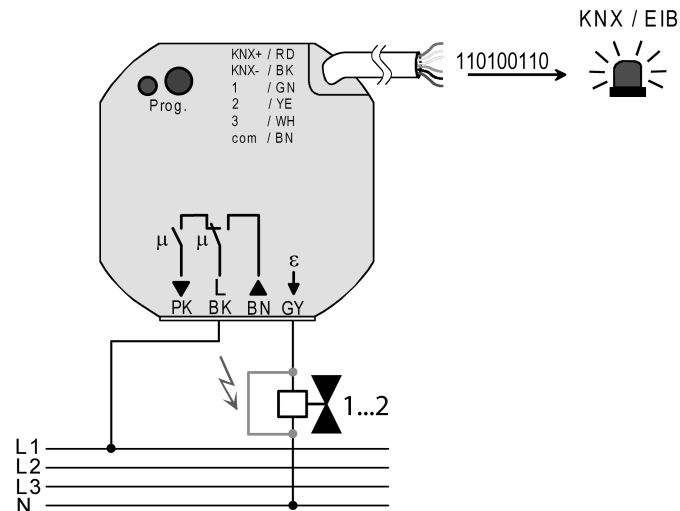 KNX / EIB
KNX+ / RD
KNX- / BK
1 / GN
2 / YE
3 / WH
com / BN
110100110
Prog.
µ µ
ε
L
PK BK BN GY
1...2
L1
L2
L3
N